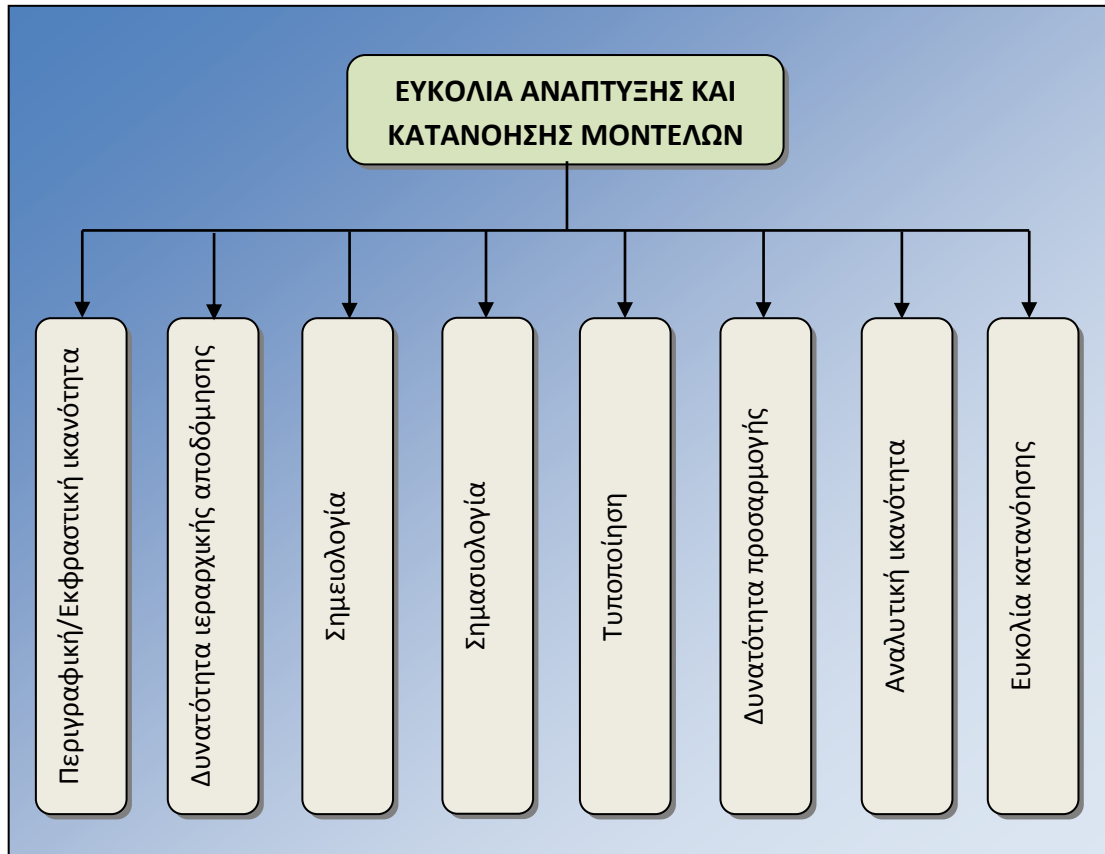 ΕΥΚΟΛΙΑ ΑΝΑΠΤΥΞΗΣ ΚΑΙ
ΚΑΤΑΝΟΗΣΗΣ ΜΟΝΤΕΛΩΝ
Περιγραφική/Εκφραστική ικανότητα
Δυνατότητα ιεραρχικής αποδόμησης
Σημειολογία
Σημασιολογία
Τυποποίηση
Δυνατότητα προσαρμογής
Αναλυτική ικανότητα
Ευκολία κατανόησης